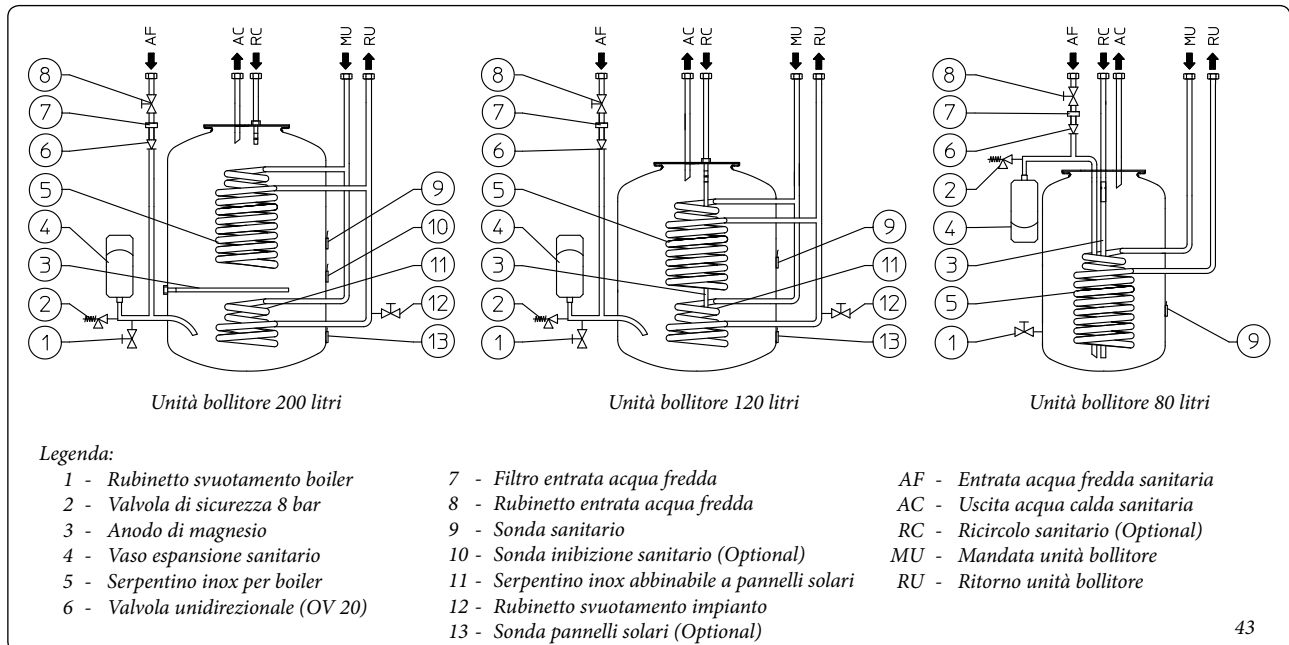 AF AC RC MU RU
8
7
6
5
4
3
2
1
9
10
11
12
13
AF AC RC MU RU
8
7
6
5
4
3
2
1
9
11
12
13
AF RC AC MU RU
8
7
6
2
4
3
5
1
9
Unità bollitore 200 litri
Unità bollitore 120 litri
Unità bollitore 80 litri
Legenda:
1 - Rubinetto svuotamento boiler
2 - Valvola di sicurezza 8 bar
3 - Anodo di magnesio
4 - Vaso espansione sanitario
5 - Serpentino inox per boiler
6 - Valvola unidirezionale (OV 20)
7 - Filtro entrata acqua fredda
8 - Rubinetto entrata acqua fredda
9 - Sonda sanitario
10 - Sonda inibizione sanitario (Optional)
11 - Serpentino inox abbinabile a pannelli solari
12 - Rubinetto svuotamento impianto
13 - Sonda pannelli solari (Optional)
AF - Entrata acqua fredda sanitaria
AC - Uscita acqua calda sanitaria
RC - Ricircolo sanitario (Optional)
MU - Mandata unità bollitore
RU - Ritorno unità bollitore
43